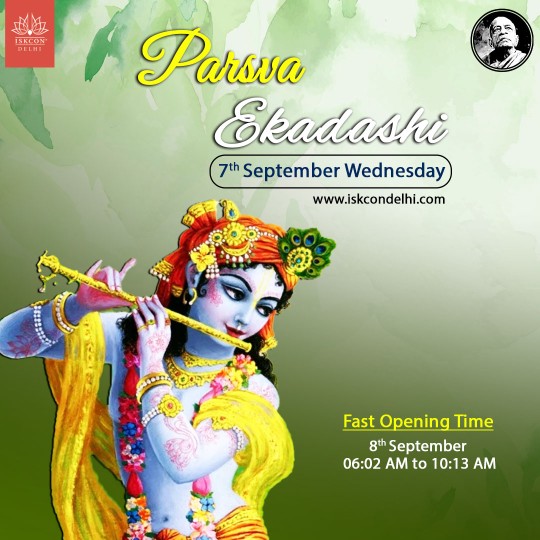 ISKCON
DELHI
Parsva
Ekadashi
7th September Wednesday
www.iskcondelhi.com
Fast Opening Time
8th September
06:02 AM to 10:13 AM